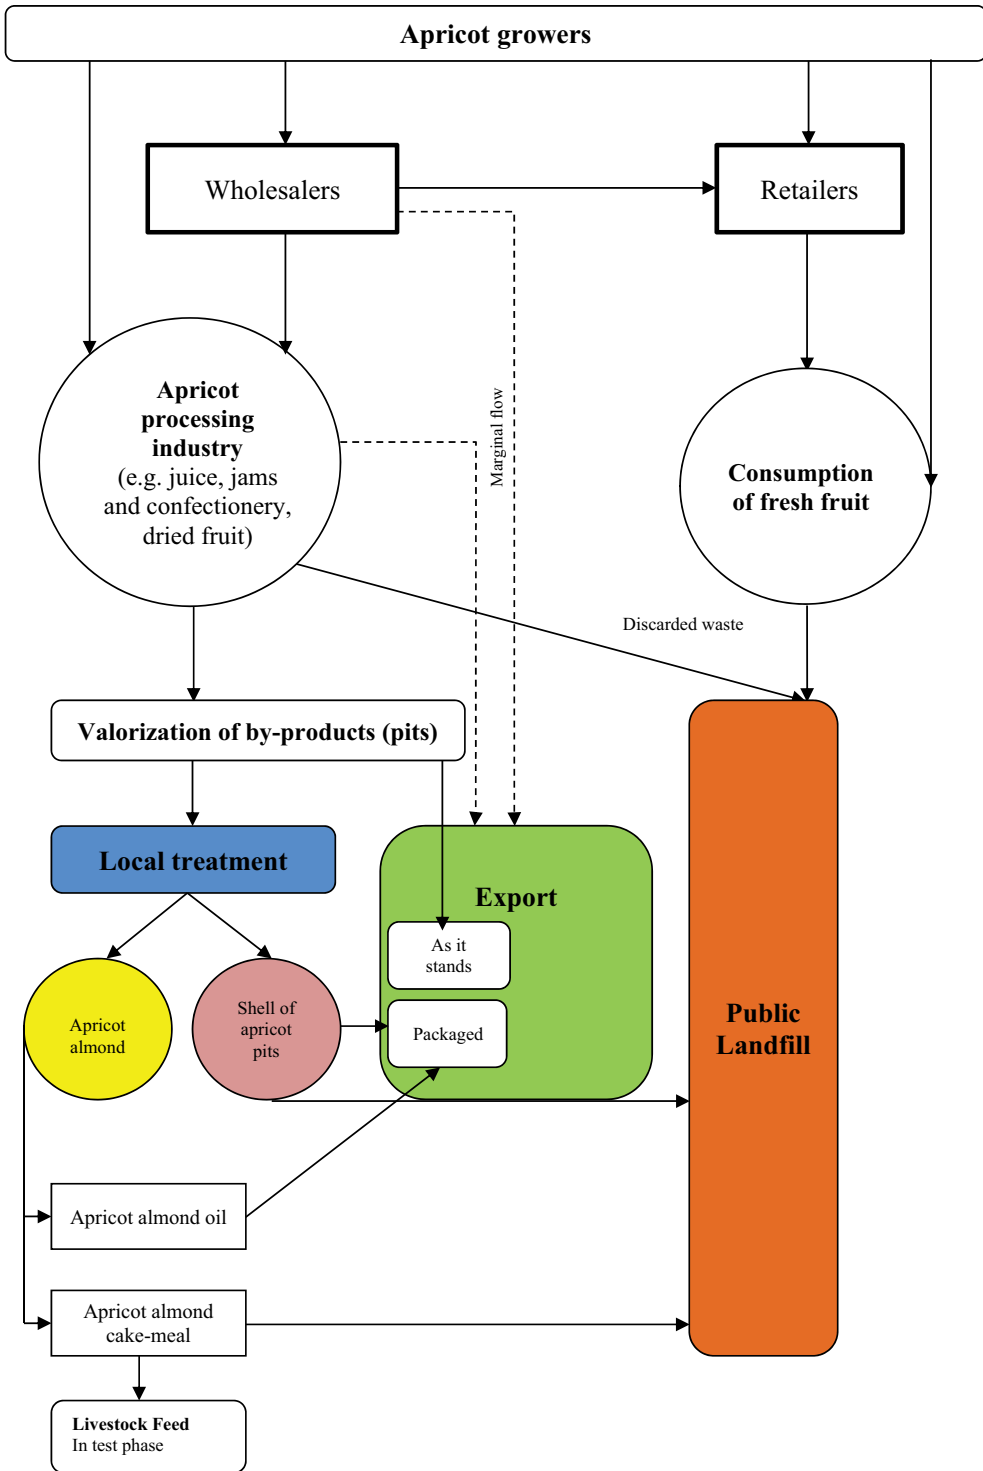 Apricot growers
Wholesalers
Retailers
Marginal flow
Apricot
processing
industry
(e.g. juice, jams
and confectionery,
dried fruit)
Consumption
of fresh fruit
Discarded waste
Valorization of by-products (pits)
Local treatment
Export
As it
stands
Apricot
almond
Shell of
apricot
pits
Packaged
Public
Landfill
Apricot almond oil
Apricot almond
cake-meal
Livestock Feed
In test phase